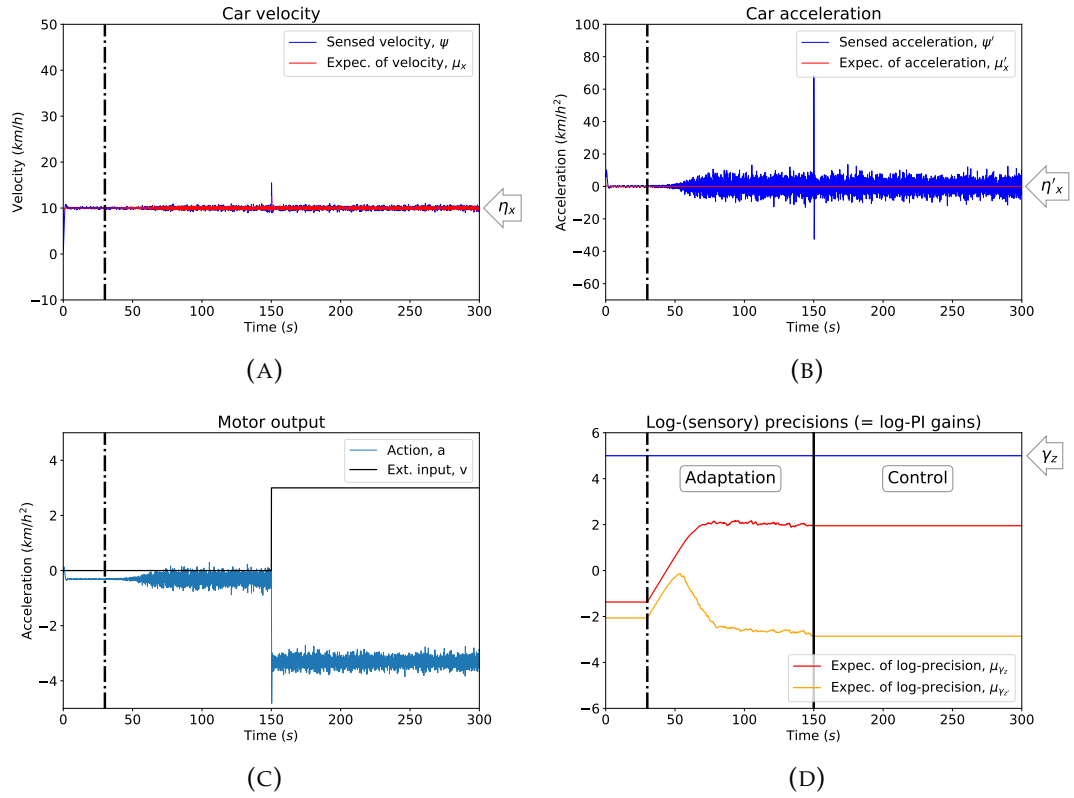 Car velocity
50
40
30
20
10
0
−10
Velocity (km/h)
Sensed velocity, ψ
Expec. of velocity, μₓ
ηₓ
0 50 100 150 200 250 300
Time (s)
(A)
Car acceleration
100
80
60
40
20
0
−20
−40
−60
Acceleration (km/h²)
Sensed acceleration, ψ′
Expec. of acceleration, μ′ₓ
η′ₓ
0 50 100 150 200 250 300
Time (s)
(B)
Motor output
4
2
0
−2
−4
Acceleration (km/h²)
Action, a
Ext. input, v
0 50 100 150 200 250 300
Time (s)
(C)
Log-(sensory) precisions (= log-PI gains)
6
4
2
0
−2
−4
−6
Adaptation
Control
γ_z
Expec. of log-precision, μ_γ_z
Expec. of log-precision, μ_γ_z′
0 50 100 150 200 250 300
Time (s)
(D)